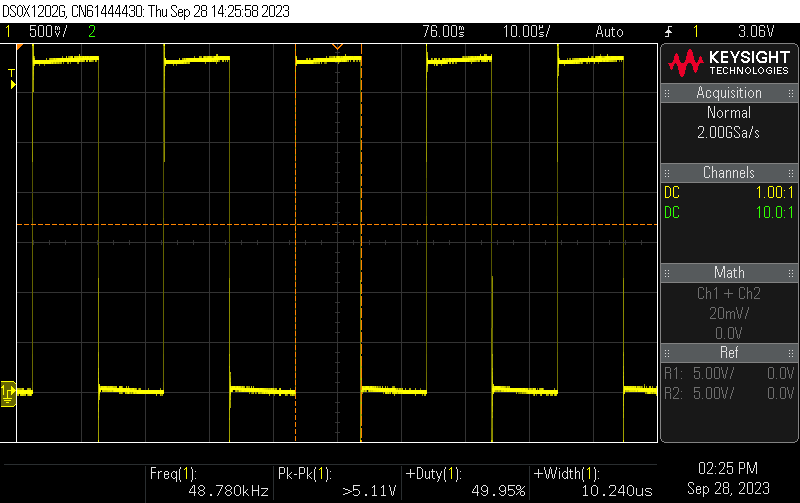 DSOX1202G, CN61444430: Thu Sep 28 14:25:58 2023
1 500mV/ 2 76.00s 10.00s/ Auto 1 3.06V
T
KEYSIGHT
TECHNOLOGIES
Acquisition
Normal
2.00GSa/s
Channels
DC 1.00:1
DC 10.0:1
Math
Ch1 + Ch2
20mV/
0.0V
Ref
R1: 5.00V/ 0.0V
R2: 5.00V/ 0.0V
1
Freq(1): Pk-Pk(1): +Duty(1): +Width(1):
48.780kHz >5.11V 49.95% 10.240us
02:25 PM
Sep 28, 2023